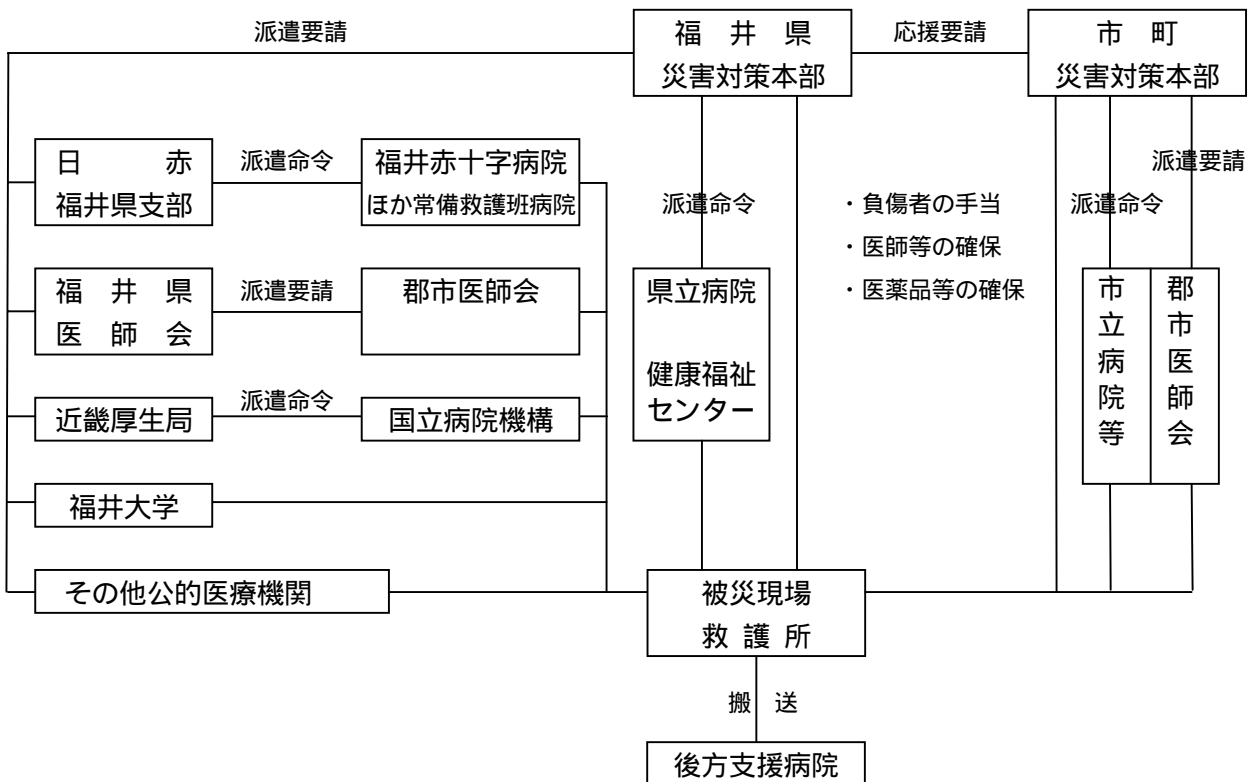 派遣要請
福井県
災害対策本部
応援要請
市町
災害対策本部
日赤
福井県支部
派遣命令
福井赤十字病院
ほか常備救護班病院
派遣命令
・負傷者の手当
・医師等の確保
・医薬品等の確保
派遣命令
派遣要請
福井県
医師会
派遣要請
郡市医師会
県立病院
健康福祉
センター
市立病院等
郡市医師会
近畿厚生局
派遣命令
国立病院機構
福井大学
その他公的医療機関
被災現場
救護所
搬送
後方支援病院